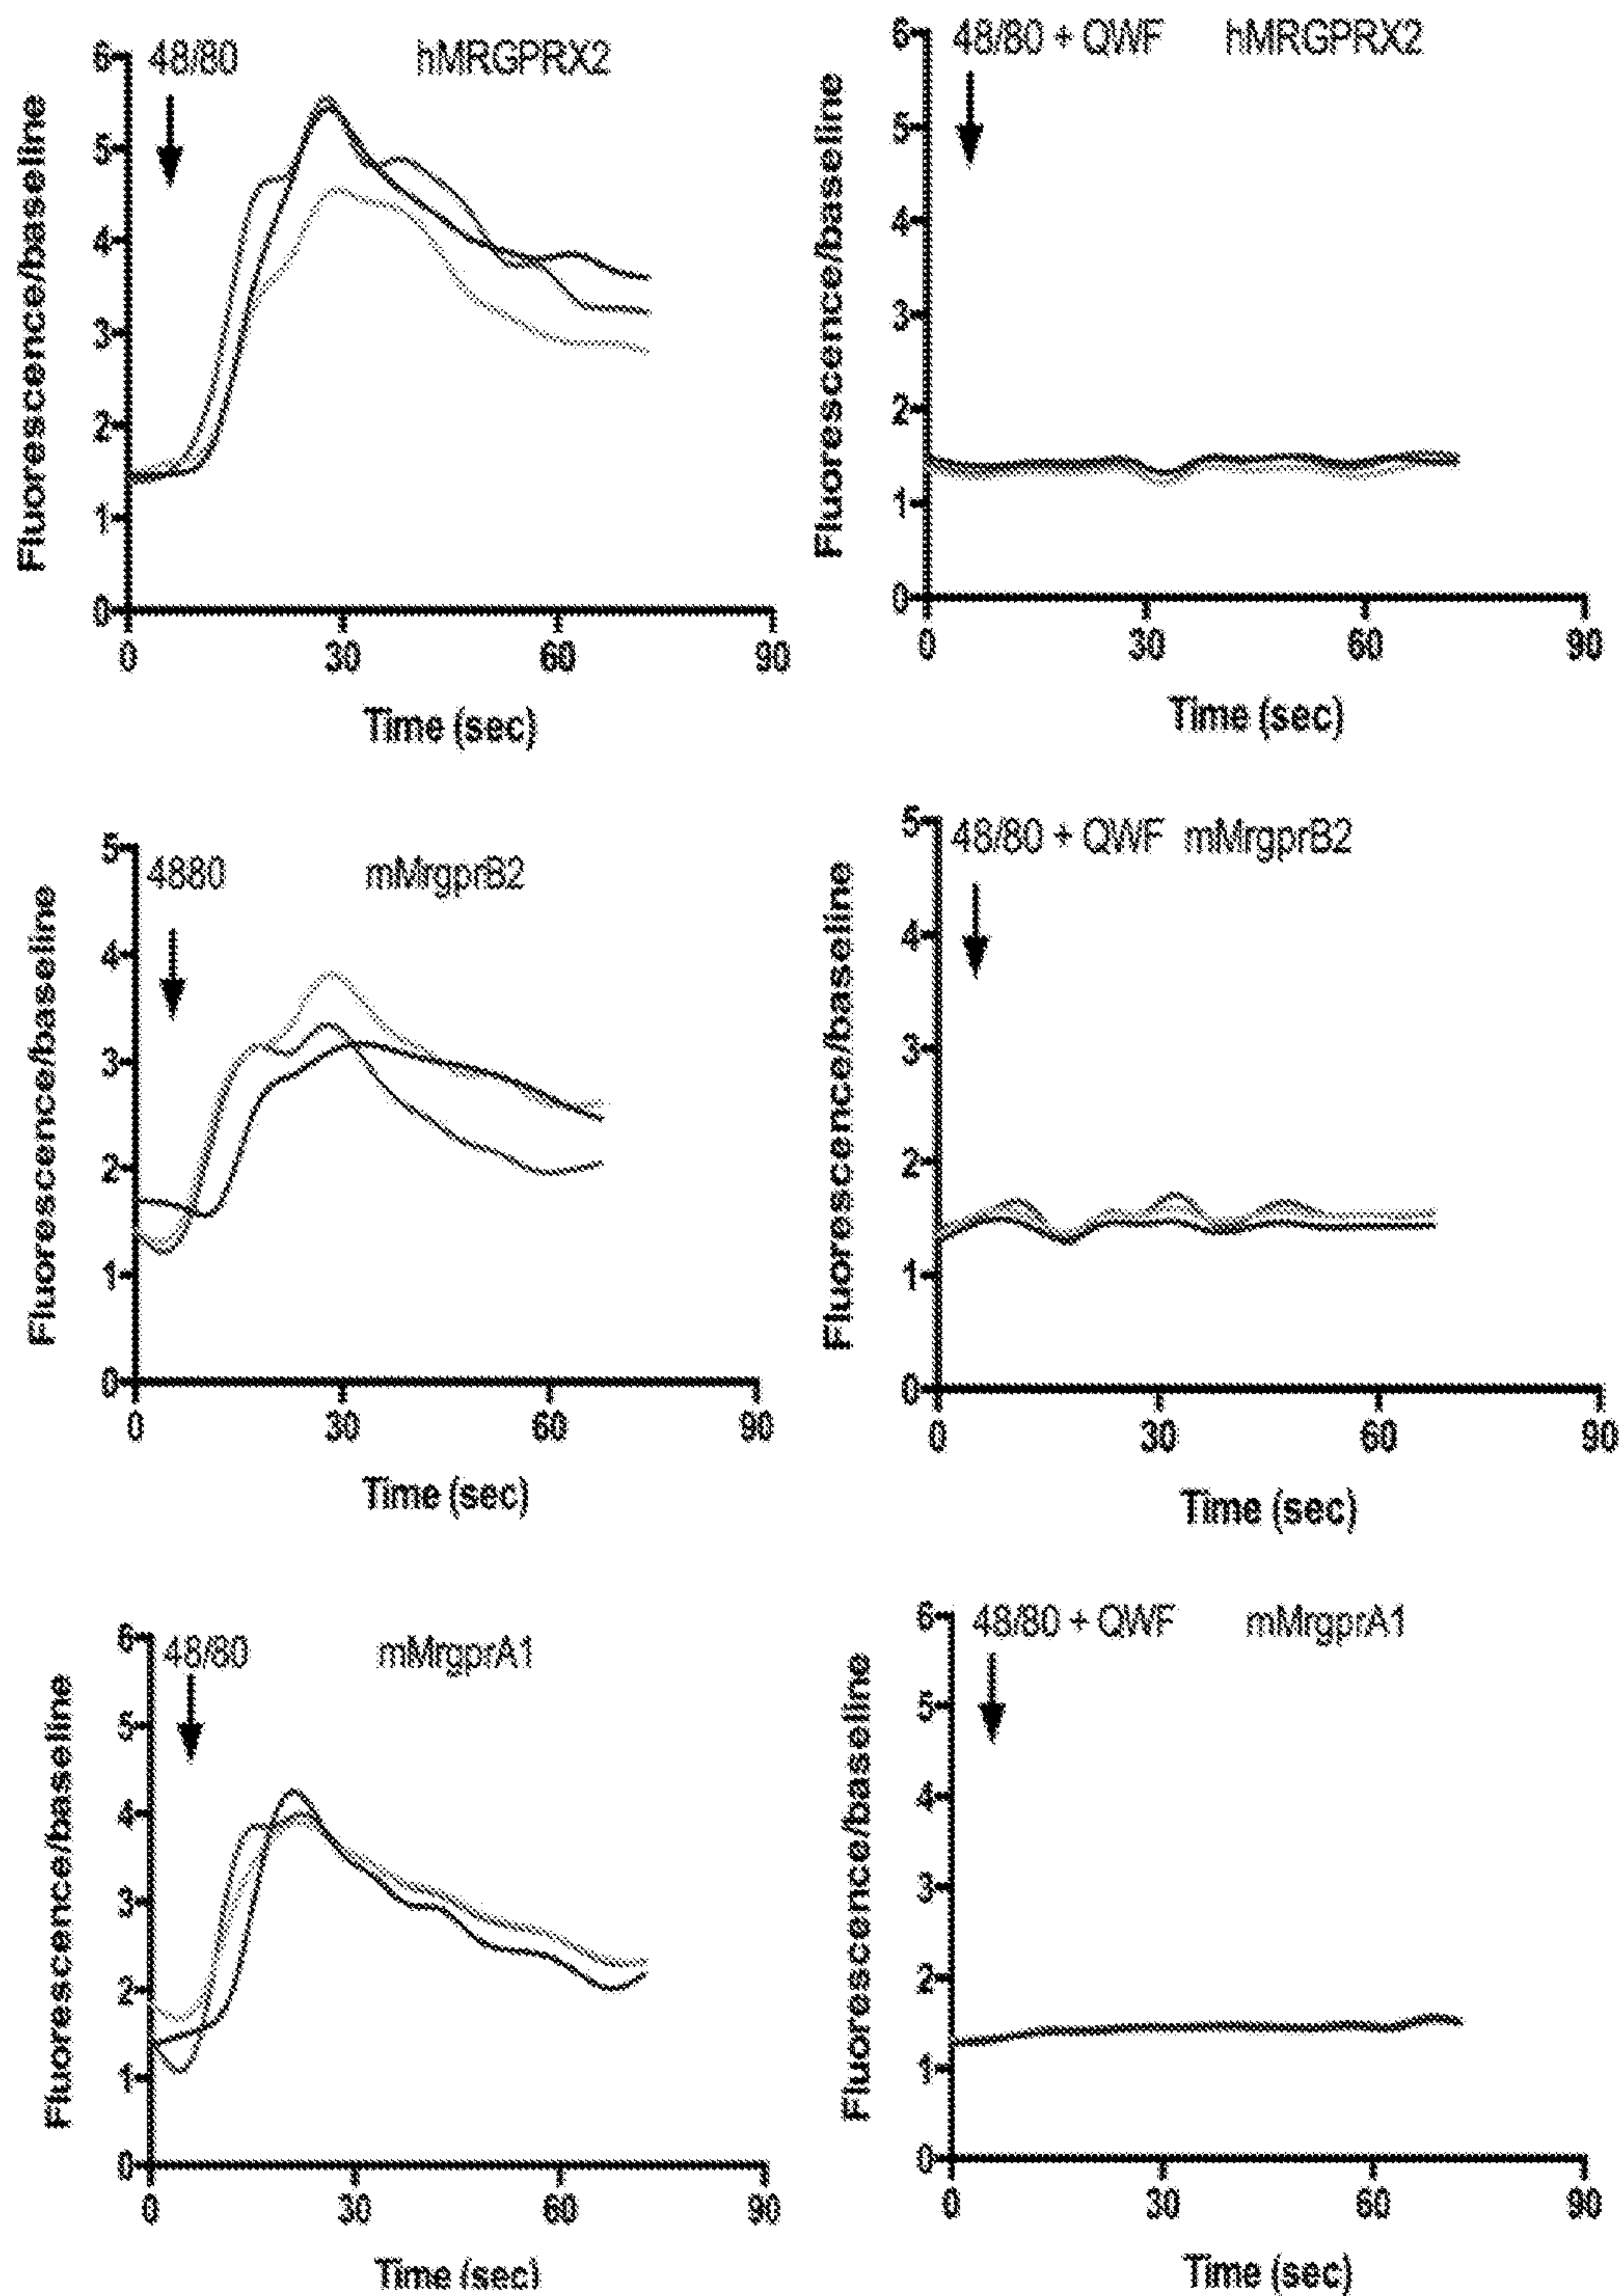 48/80 hMRGPRX2
Fluorescence/baseline
6
5
4
3
2
1
0
0 30 60 90
Time (sec)
48/80 + QWF hMRGPRX2
Fluorescence/baseline
6
5
4
3
2
1
0
0 30 60 90
Time (sec)
4880 mMrgprB2
Fluorescence/baseline
5
4
3
2
1
0
0 30 60 90
Time (sec)
48/80 + QWF mMrgprB2
Fluorescence/baseline
5
4
3
2
1
0
0 30 60 90
Time (sec)
48/80 mMrgprA1
Fluorescence/baseline
6
5
4
3
2
1
0
0 30 60 90
Time (sec)
48/80 + QWF mMrgprA1
Fluorescence/baseline
6
5
4
3
2
1
0
0 30 60 90
Time (sec)